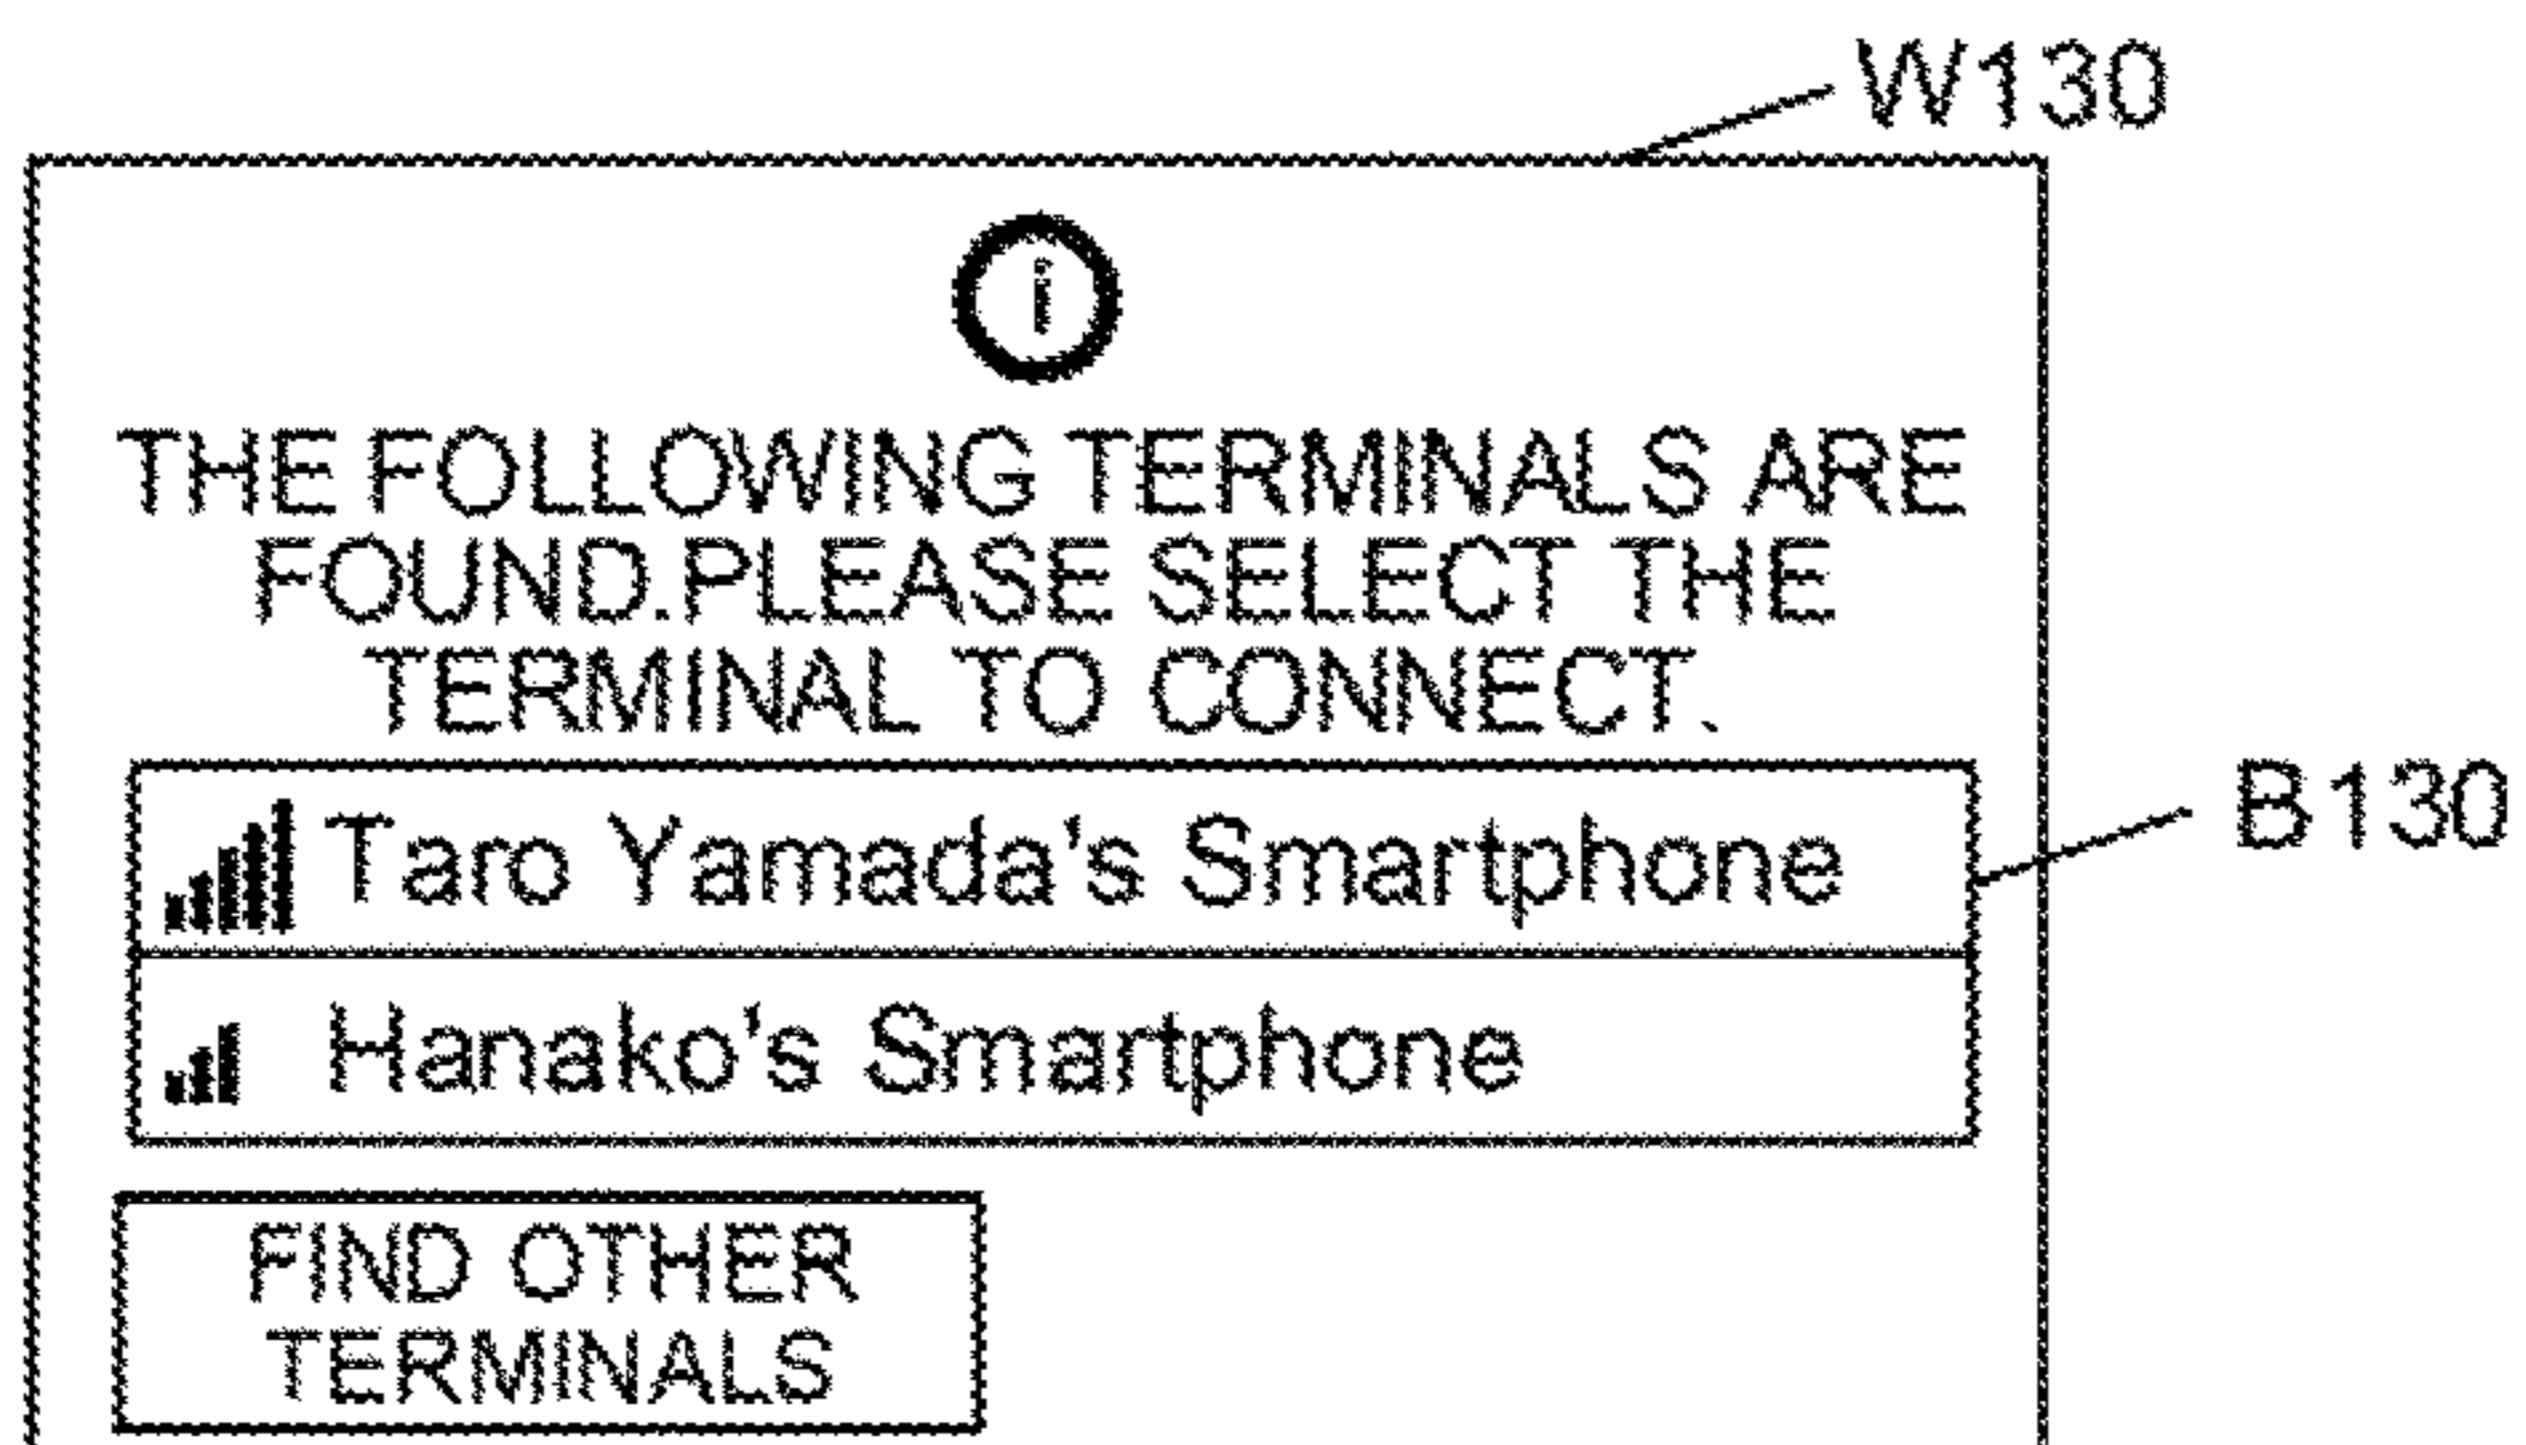 W130
i
THE FOLLOWING TERMINALS ARE
FOUND.PLEASE SELECT THE
TERMINAL TO CONNECT.
Taro Yamada's Smartphone
B130
Hanako's Smartphone
FIND OTHER
TERMINALS